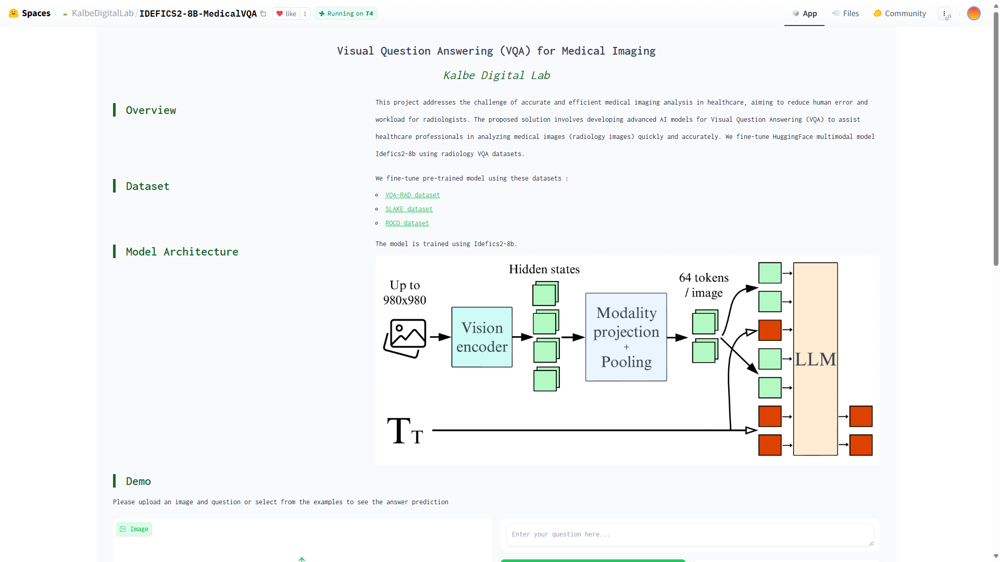 Spaces
KalbeDigitalLab/IDEFICS2-8B-MedicalVQA
like 1
Running on T4
App
Files
Community
Visual Question Answering (VQA) for Medical Imaging
Kalbe Digital Lab
Overview
This project addresses the challenge of accurate and efficient medical imaging analysis in healthcare, aiming to reduce human error and
workload for radiologists. The proposed solution involves developing advanced AI models for Visual Question Answering (VQA) to assist
healthcare professionals in analyzing medical images (radiology images) quickly and accurately. We fine-tune HuggingFace multimodal model
Idefics2-8b using radiology VQA datasets.
Dataset
We fine-tune pre-trained model using these datasets :
VQA-RAD dataset
SLAKE dataset
ROCO dataset
Model Architecture
The model is trained using Idefics2-8b.
Up to
980x980
Vision
encoder
Hidden states
Modality
projection
+
Pooling
64 tokens
/ image
LLM
TT
Demo
Please upload an image and question or select from the examples to see the answer prediction
Image
Enter your question here...